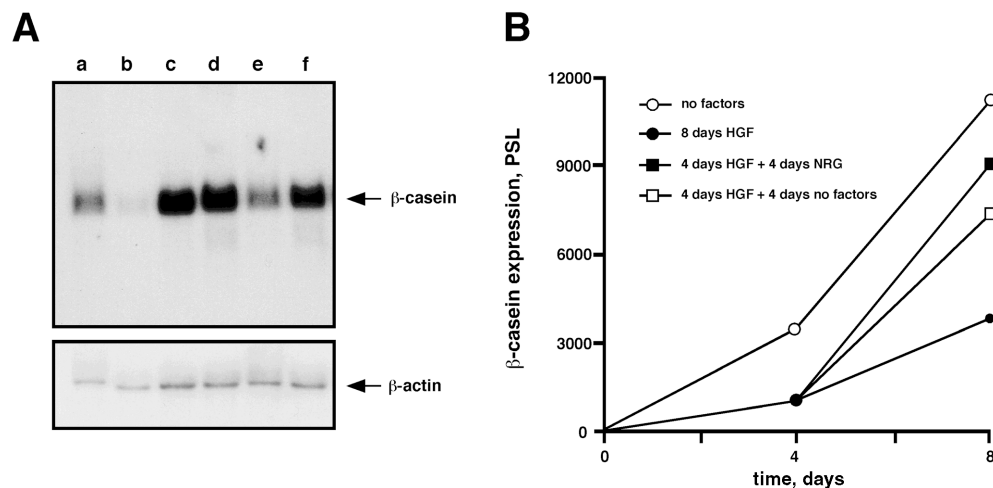 A
a b c d e f
β-casein
β-actin
B
β-casein expression, PSL
12000
9000
6000
3000
0
no factors
8 days HGF
4 days HGF + 4 days NRG
4 days HGF + 4 days no factors
0 4 8
time, days